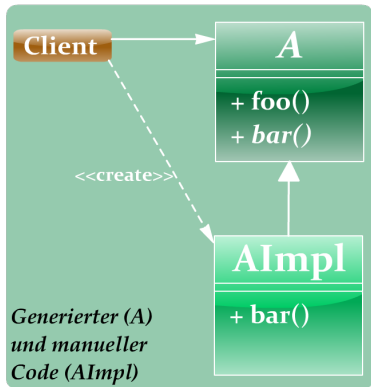 Client
A
+ foo()
+ bar()
<<create>>
AImpl
+ bar()
Generierter (A)
und manueller
Code (AImpl)